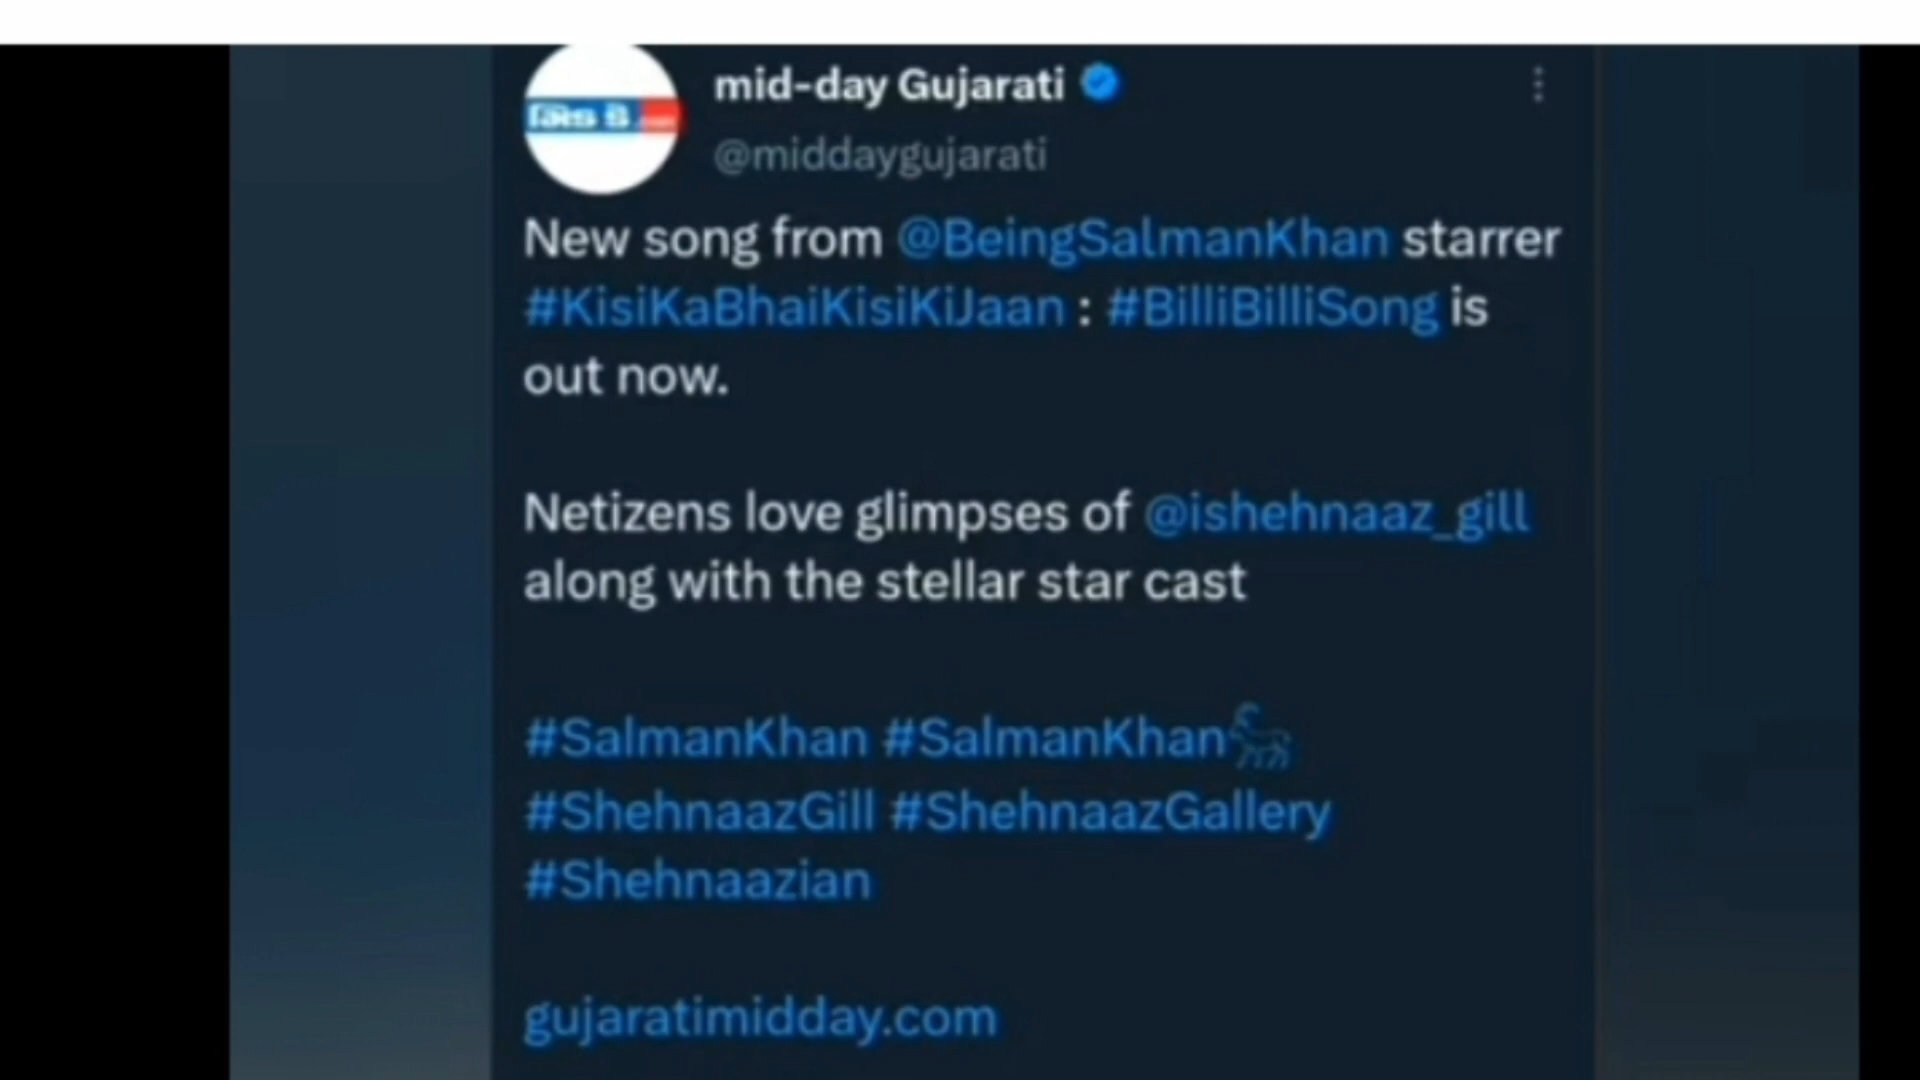 mid-day Gujarati
@middaygujarati
New song from @BeingSalmanKhan starrer
#KisiKaBhaiKisiKiJaan : #BilliBilliSong is
out now.
Netizens love glimpses of @ishehnaaz_gill
along with the stellar star cast
#SalmanKhan #SalmanKhan
#ShehnaazGill #ShehnaazGallery
#Shehnaazian
gujaratimidday.com